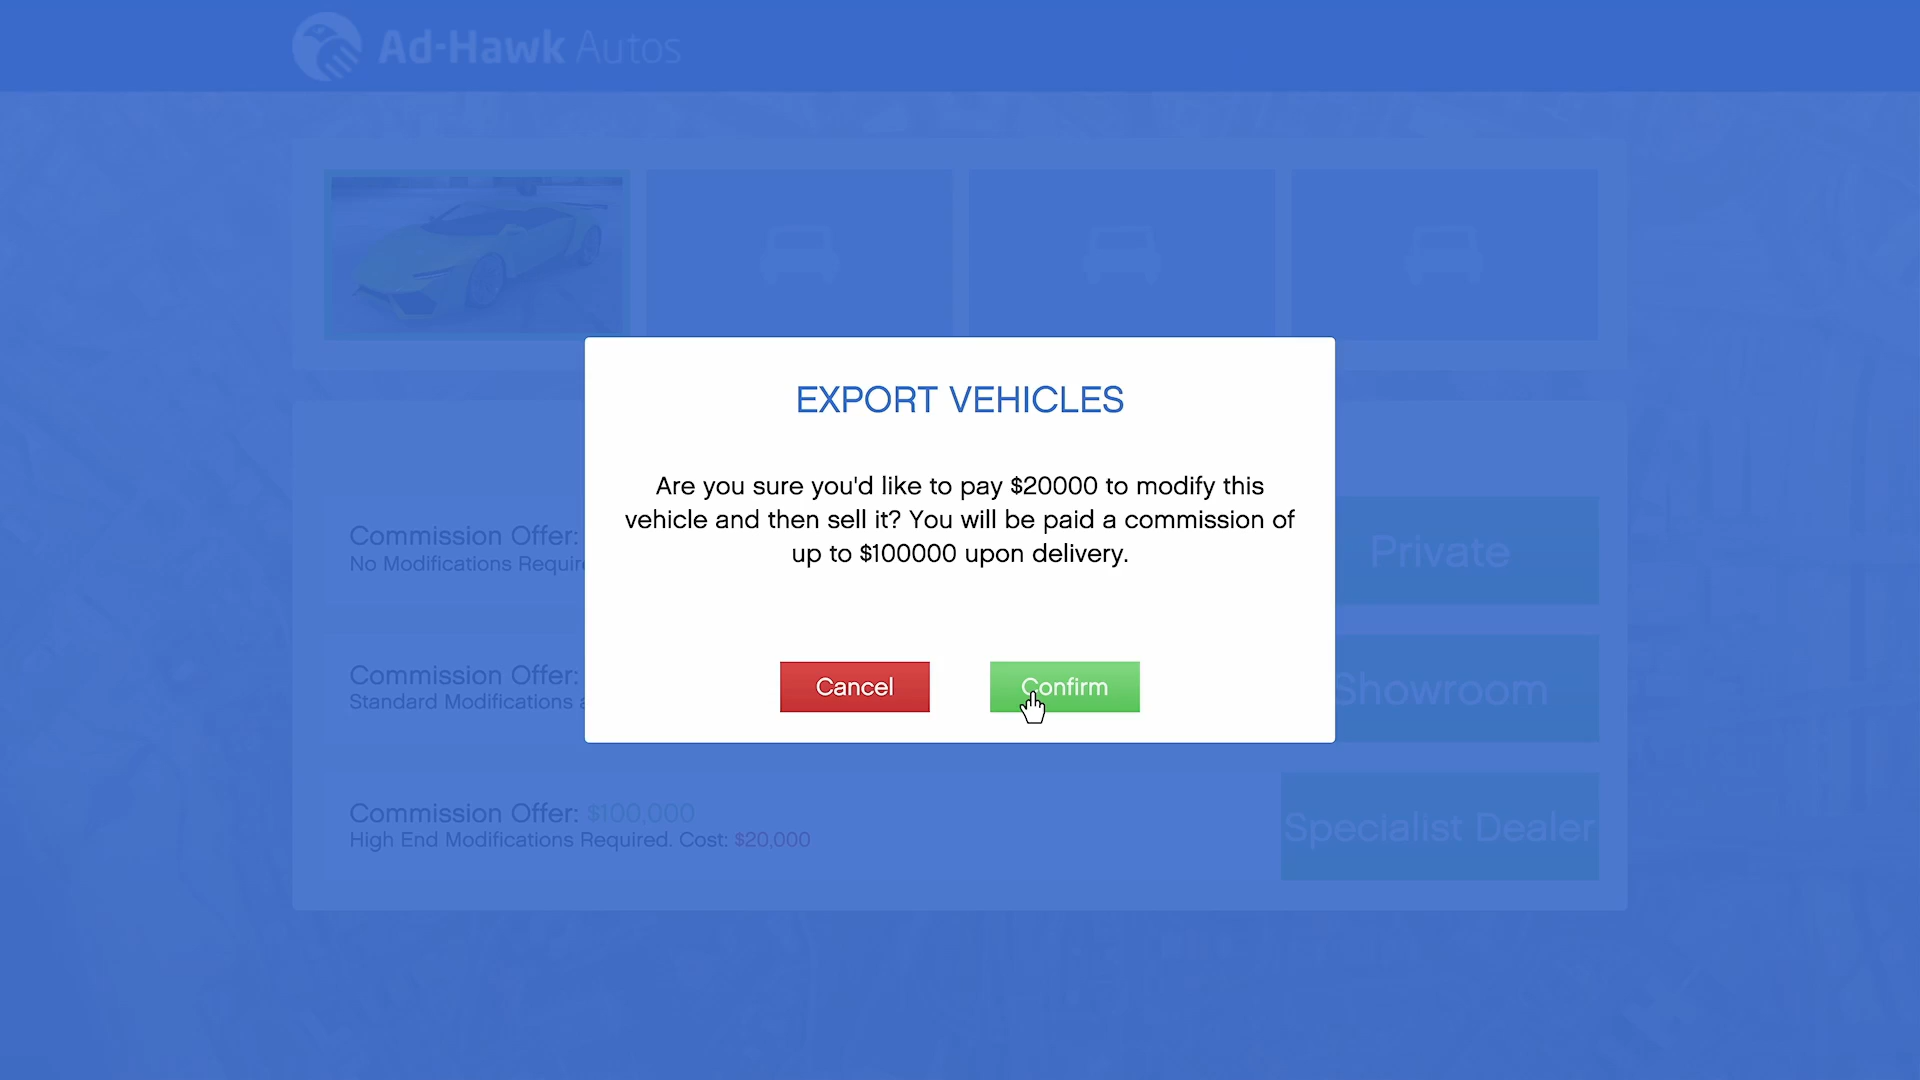 Ad-Hawk Autos
EXPORT VEHICLES
Are you sure you'd like to pay $20000 to modify this
vehicle and then sell it? You will be paid a commission of
up to $100000 upon delivery.
Cancel
Confirm
Commission Offer:
No Modifications
Private
Commission Offer:
Standard Modifications
Showroom
Commission Offer: $100,000
High End Modifications Required. Cost: $20,000
Specialist Dealer